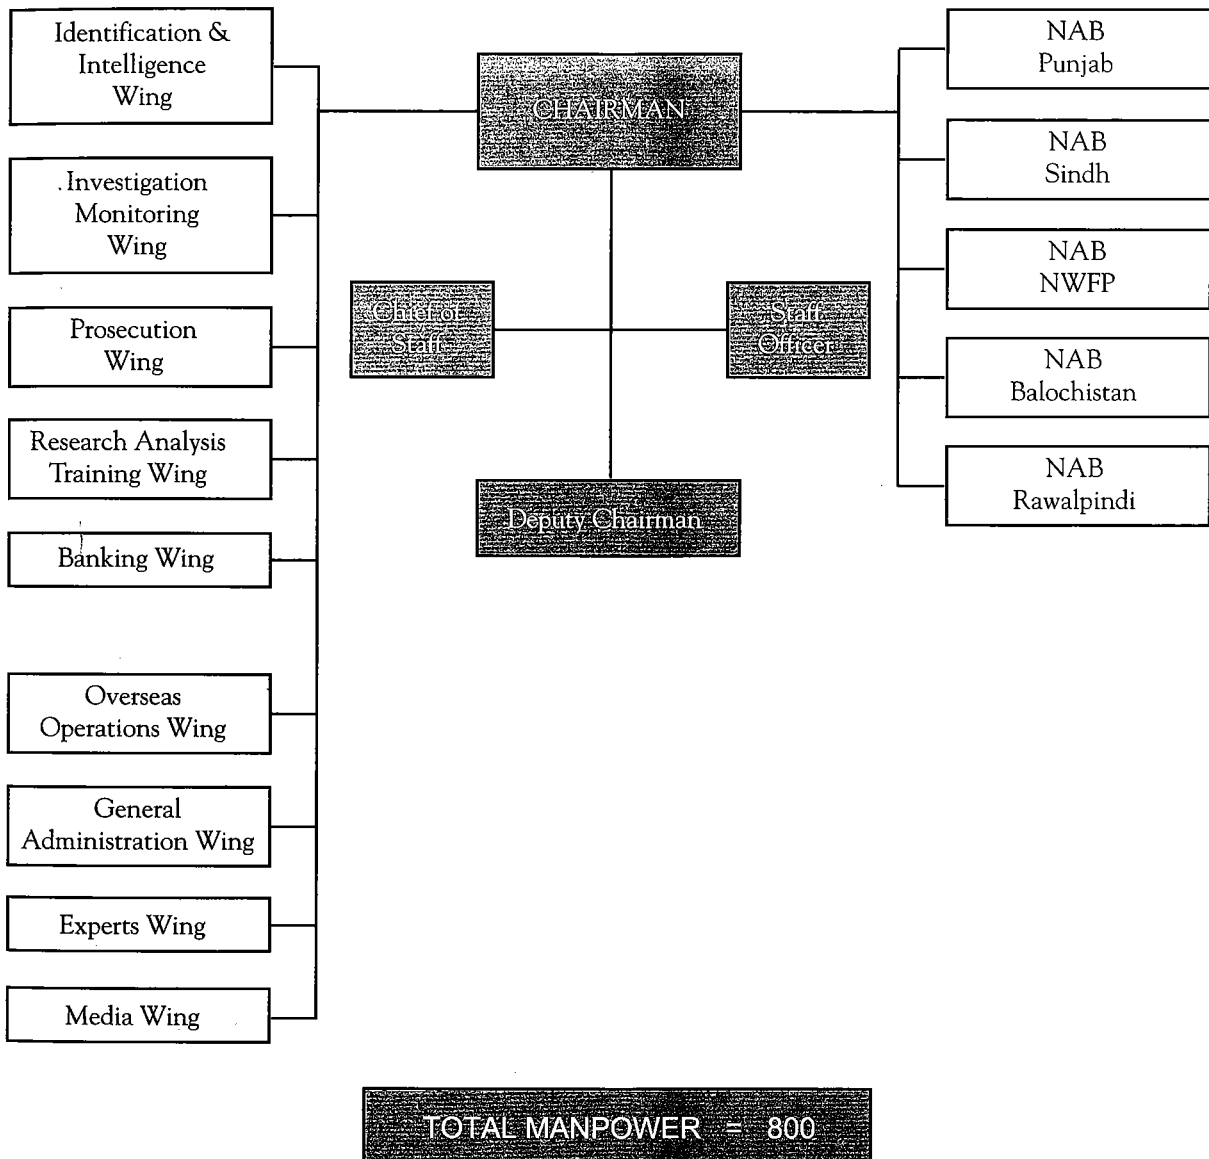 Identification &
Intelligence
Wing
Investigation
Monitoring
Wing
Prosecution
Wing
Research Analysis
Training Wing
Banking Wing
Overseas
Operations Wing
General
Administration Wing
Experts Wing
Media Wing
CHAIRMAN
Chief of
Staff
Staff
Officer
Deputy Chairman
NAB
Punjab
NAB
Sindh
NAB
NWFP
NAB
Balochistan
NAB
Rawalpindi
TOTAL MANPOWER = 800